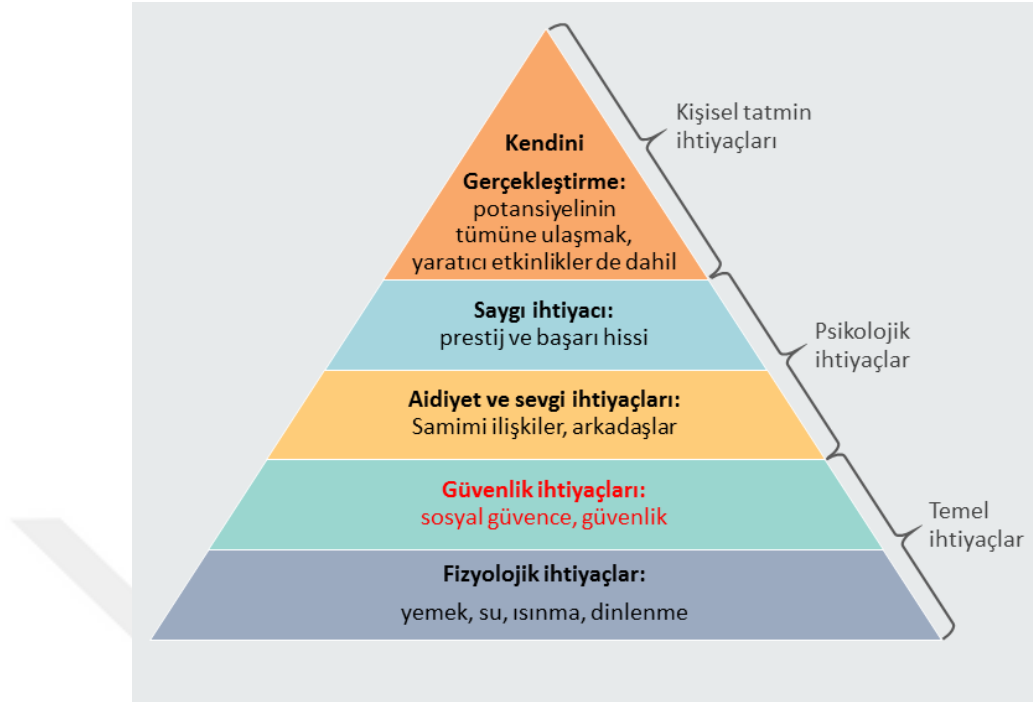 Kişisel tatmin
ihtiyaçları
Kendini
Gerçekleştirme:
potansiyelinin
tümüne ulaşmak,
yaratıcı etkinlikler de dahil
Saygı ihtiyacı:
prestij ve başarı hissi
Psikolojik
ihtiyaçlar
Aidiyet ve sevgi ihtiyaçları:
Samimi ilişkiler, arkadaşlar
Güvenlik ihtiyaçları:
sosyal güvence, güvenlik
Temel
ihtiyaçlar
Fizyolojik ihtiyaçlar:
yemek, su, ısınma, dinlenme